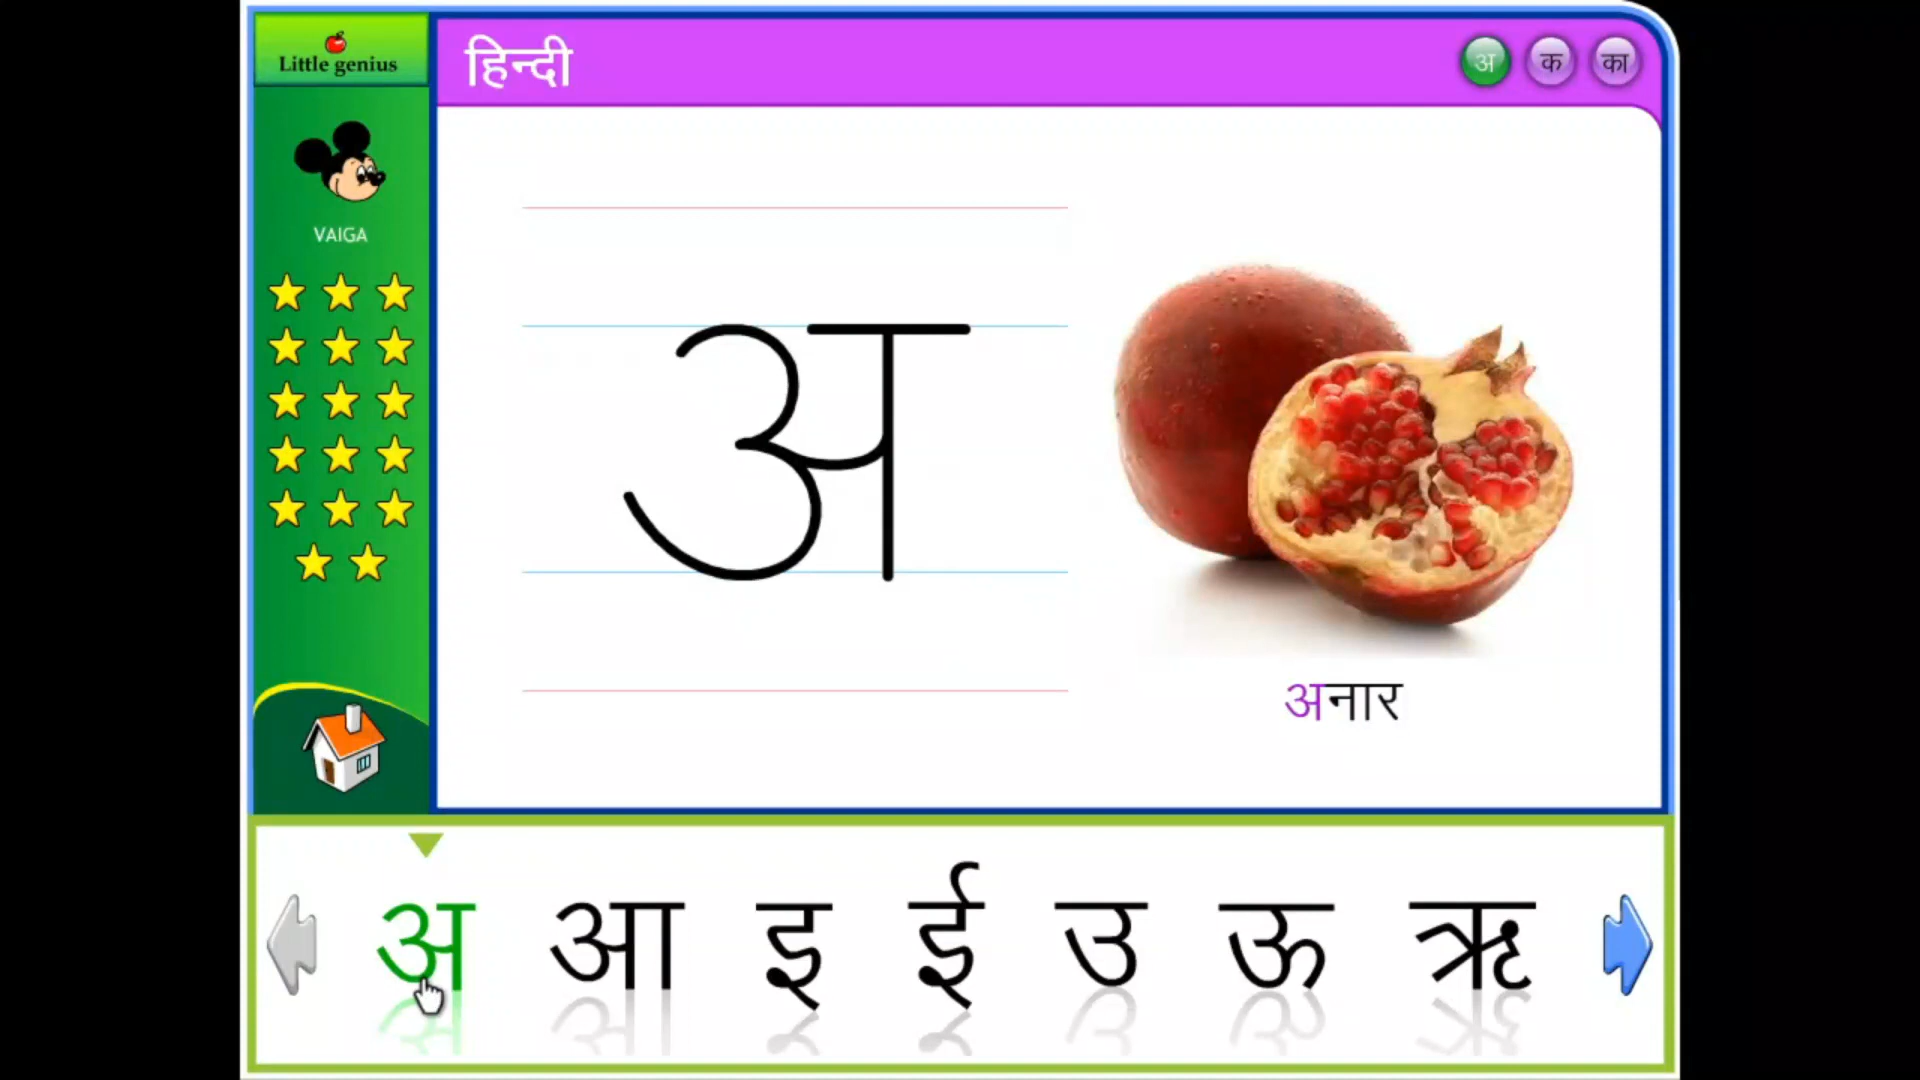 Little genius
हिन्दी
अ क का
VAIGA
अ
अनार
अ आ इ ई उ ऊ ऋ